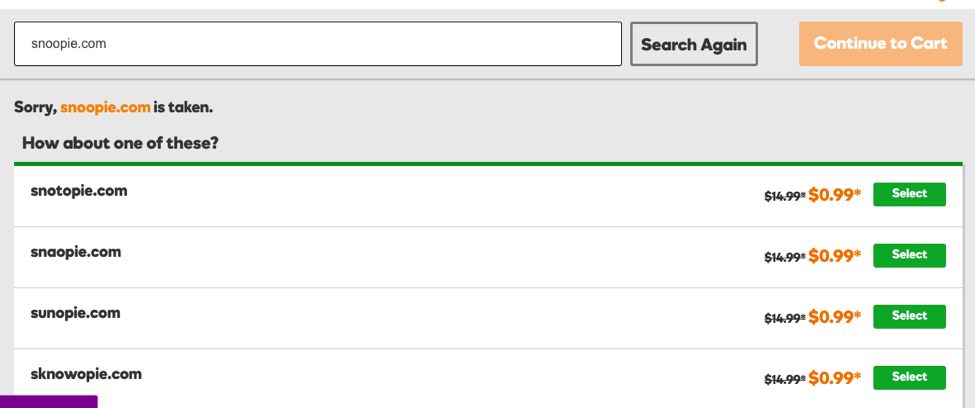 snoopie.com
Search Again
Continue to Cart
Sorry, snoopie.com is taken.
How about one of these?
snotopie.com $14.99* $0.99* Select
snaopie.com $14.99* $0.99* Select
sunopie.com $14.99* $0.99* Select
sknowopie.com $14.99* $0.99* Select